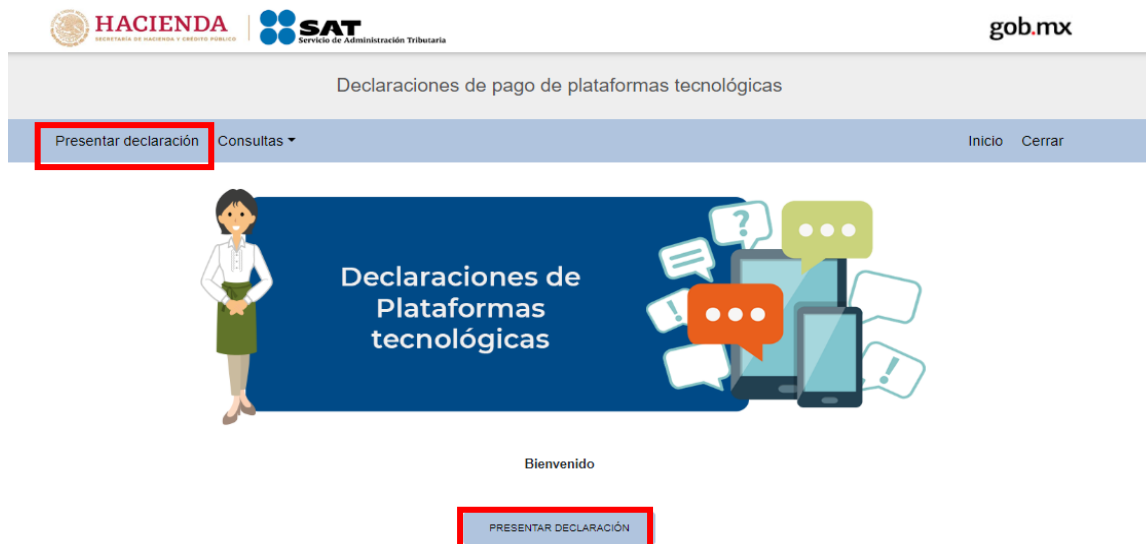 HACIENDA
SECRETARÍA DE HACIENDA Y CRÉDITO PÚBLICO
SAT
Servicio de Administración Tributaria
gob.mx
Declaraciones de pago de plataformas tecnológicas
Presentar declaración
Consultas
Inicio
Cerrar
Declaraciones de
Plataformas
tecnológicas
Bienvenido
PRESENTAR DECLARACIÓN